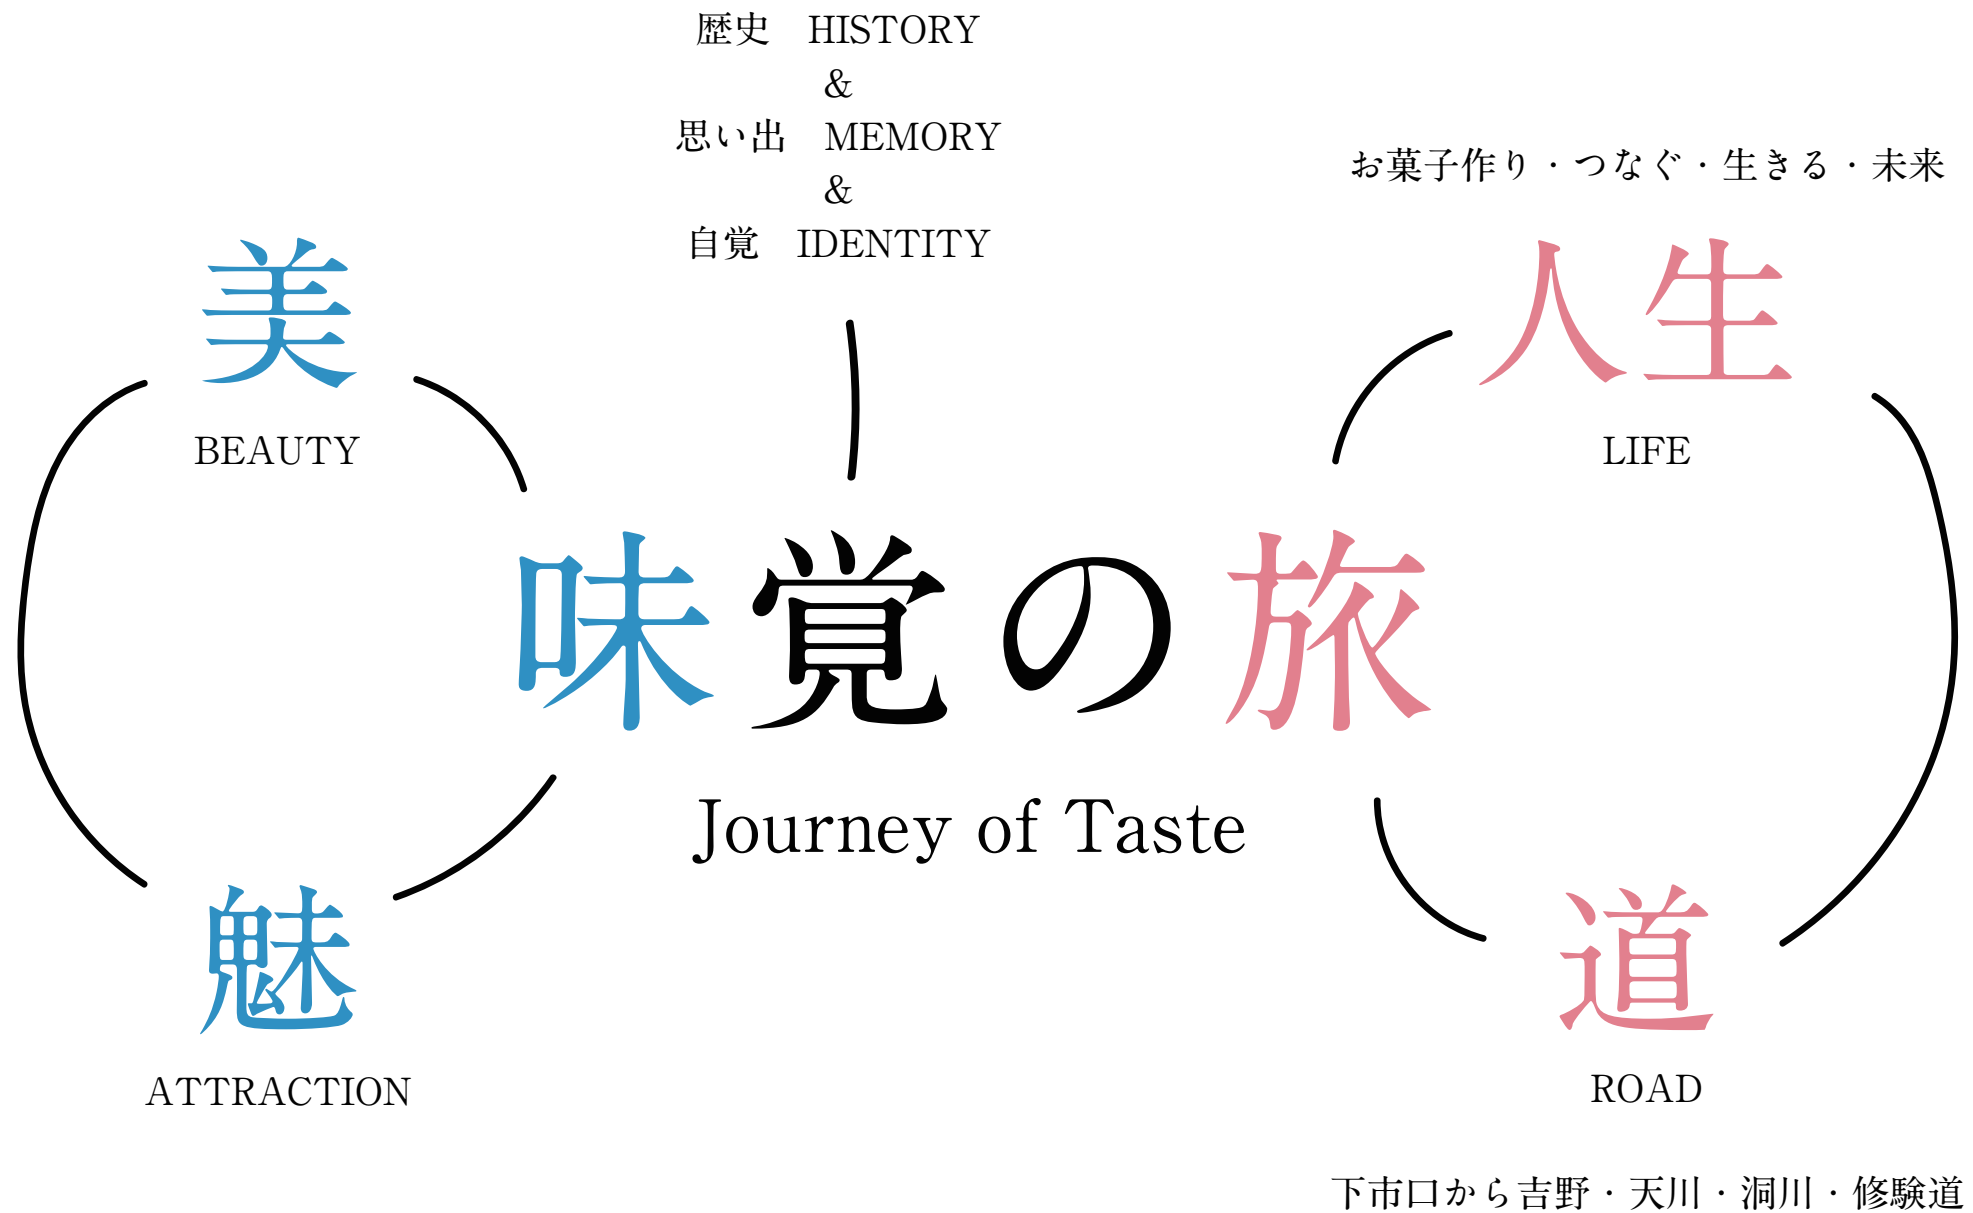 歴史　HISTORY
&
思い出　MEMORY
&
自覚　IDENTITY
お菓子作り・つなぐ・生きる・未来
美
BEAUTY
人生
LIFE
味覚の旅
Journey of Taste
魅
ATTRACTION
道
ROAD
下市口から吉野・天川・洞川・修験道